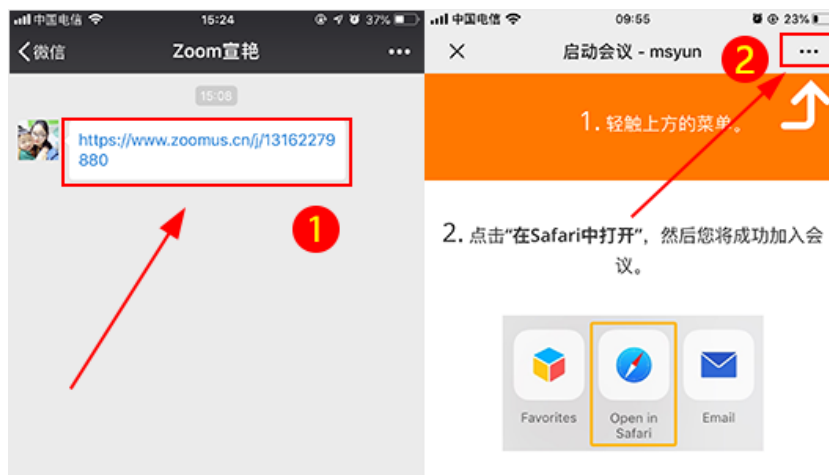 中国电信 15:24 37%
微信 Zoom宣艳 •••
15:08
https://www.zoomus.cn/j/13162279
880
1
中国电信 09:55 23%
× 启动会议 - msyun •••
2
1. 轻触上方的菜单。
2. 点击“在Safari中打开”，然后您将成功加入会
议。
Favorites Open in Email
Safari